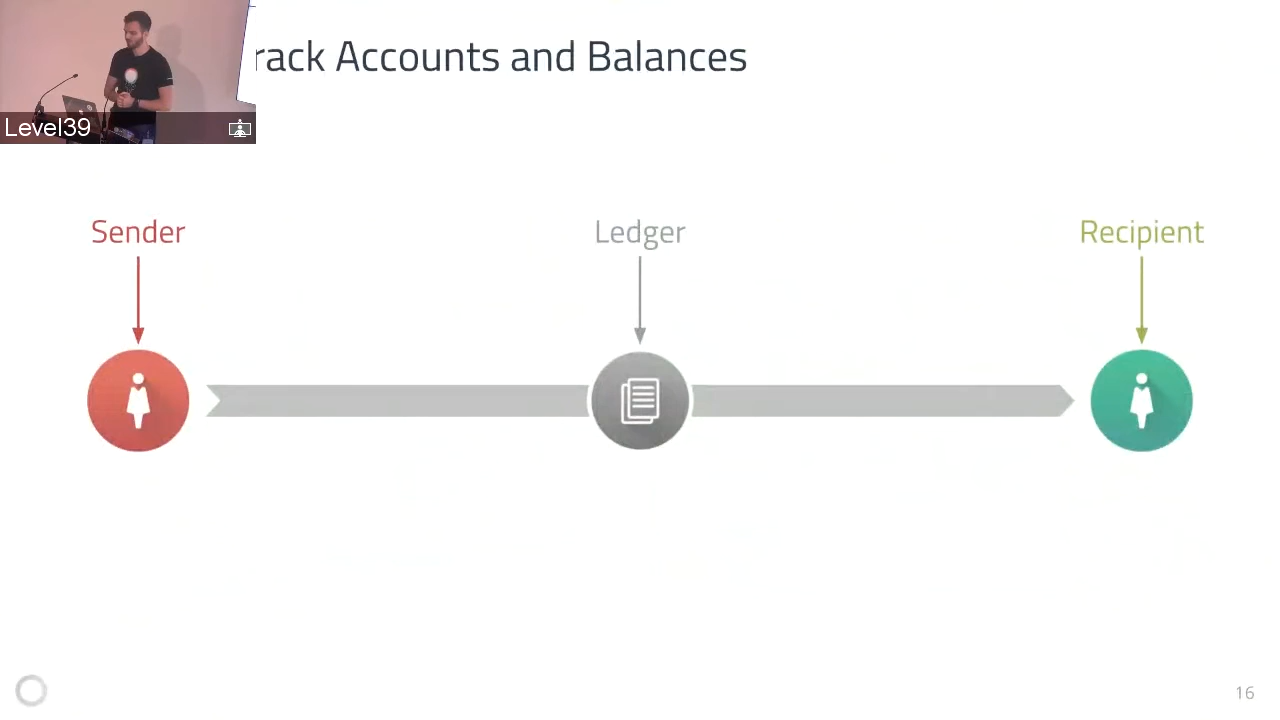 rack Accounts and Balances
Level39
Sender
Ledger
Recipient
16